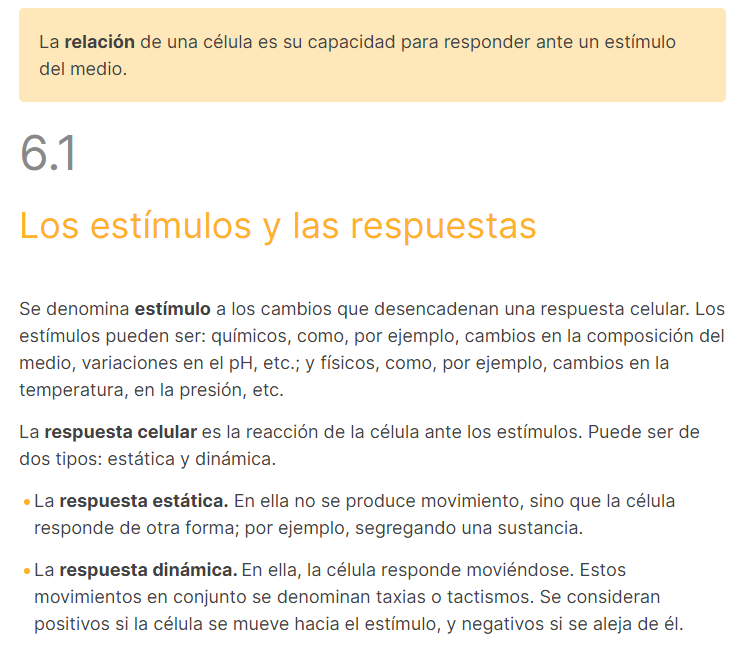 La relación de una célula es su capacidad para responder ante un estímulo
del medio.
6.1
Los estímulos y las respuestas
Se denomina estímulo a los cambios que desencadenan una respuesta celular. Los
estímulos pueden ser: químicos, como, por ejemplo, cambios en la composición del
medio, variaciones en el pH, etc.; y físicos, como, por ejemplo, cambios en la
temperatura, en la presión, etc.
La respuesta celular es la reacción de la célula ante los estímulos. Puede ser de
dos tipos: estática y dinámica.
• La respuesta estática. En ella no se produce movimiento, sino que la célula
responde de otra forma; por ejemplo, segregando una sustancia.
• La respuesta dinámica. En ella, la célula responde moviéndose. Estos
movimientos en conjunto se denominan taxias o tactismos. Se consideran
positivos si la célula se mueve hacia el estímulo, y negativos si se aleja de él.